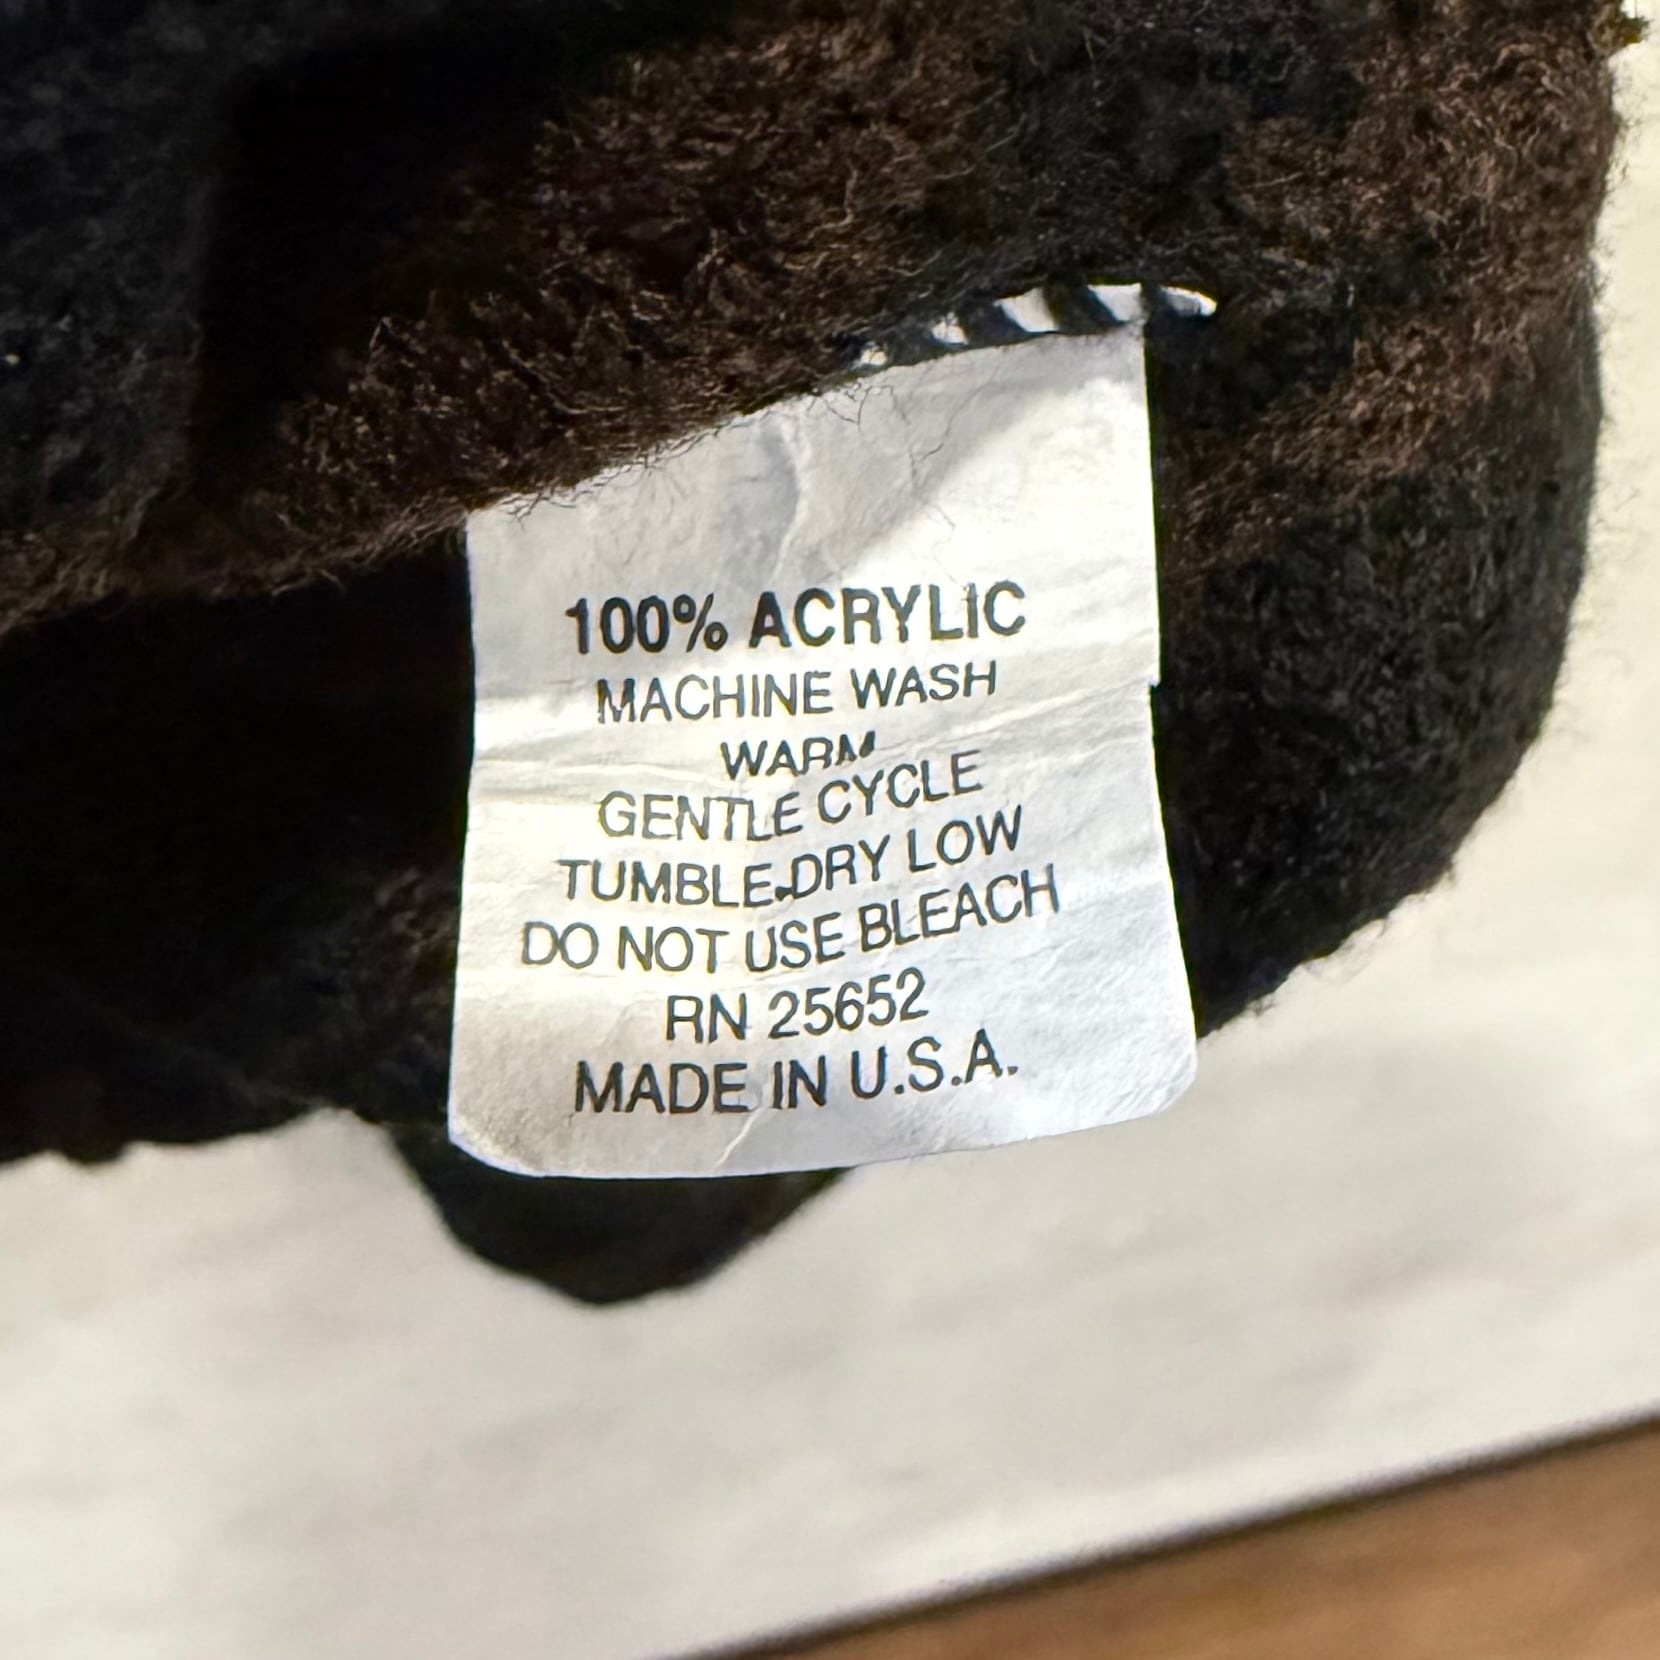 100% ACRYLIC
MACHINE WASH
WARM
GENTLE CYCLE
TUMBLE DRY LOW
DO NOT USE BLEACH
RN 25652
MADE IN U.S.A.